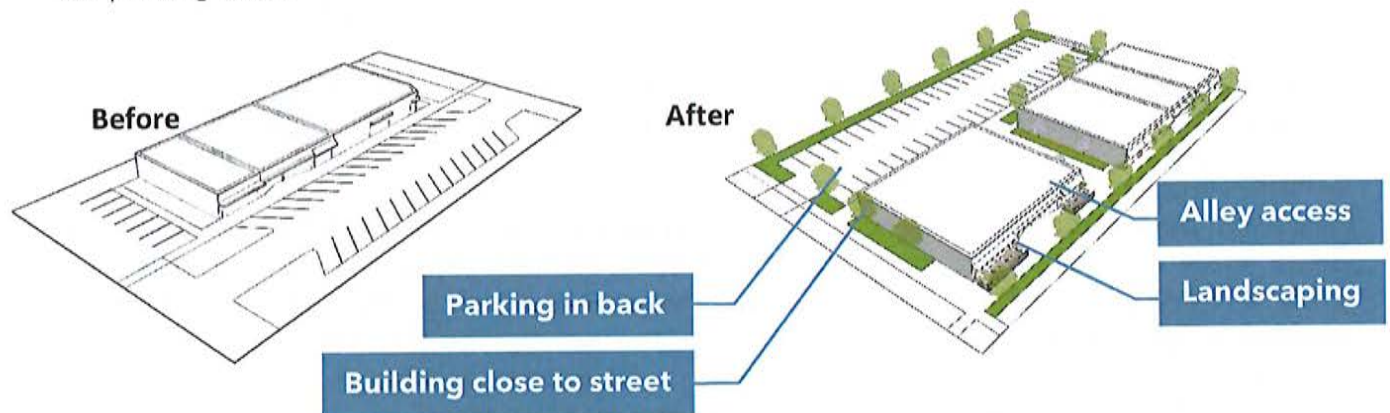 Before
After
Alley access
Landscaping
Parking in back
Building close to street